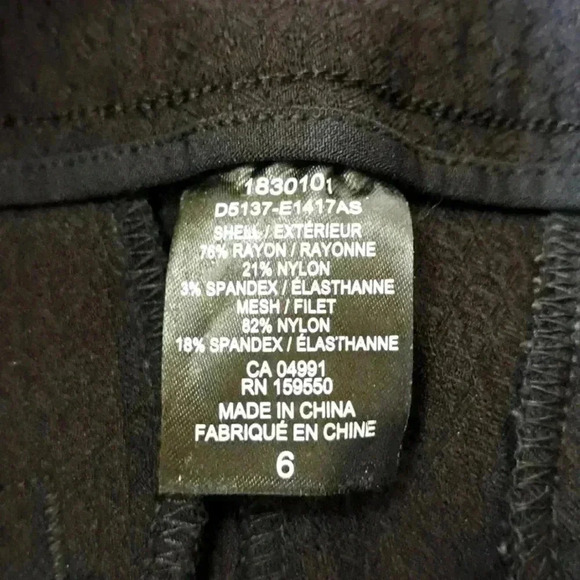 1830101
D5137-E1417AS
SHELL / EXTÉRIEUR
76% RAYON / RAYONNE
21% NYLON
3% SPANDEX / ÉLASTHANNE
MESH / FILET
82% NYLON
18% SPANDEX / ÉLASTHANNE
CA 04991
RN 159550
MADE IN CHINA
FABRIQUÉ EN CHINE
6